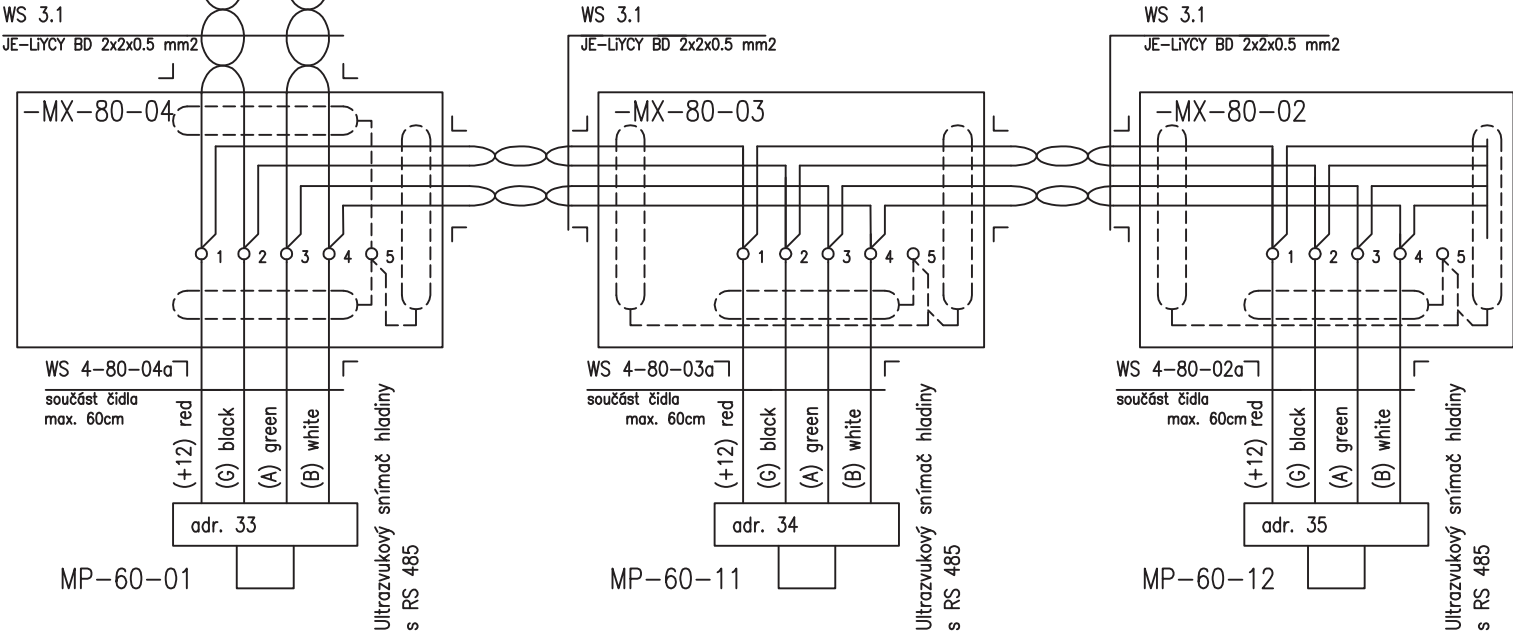 WS 3.1
JE-LiYCY BD 2x2x0.5 mm2
WS 3.1
JE-LiYCY BD 2x2x0.5 mm2
WS 3.1
JE-LiYCY BD 2x2x0.5 mm2
-MX-80-04
-MX-80-03
-MX-80-02
1 2 3 4 5
1 2 3 4 5
1 2 3 4 5
WS 4-80-04a
součást čidla
max. 60cm
WS 4-80-03a
součást čidla
max. 60cm
WS 4-80-02a
součást čidla
max. 60cm
(+12) red
(G) black
(A) green
(B) white
Ultrazvukový snímač hladiny
s RS 485
(+12) red
(G) black
(A) green
(B) white
Ultrazvukový snímač hladiny
s RS 485
(+12) red
(G) black
(A) green
(B) white
Ultrazvukový snímač hladiny
s RS 485
adr. 33
adr. 34
adr. 35
MP-60-01
MP-60-11
MP-60-12